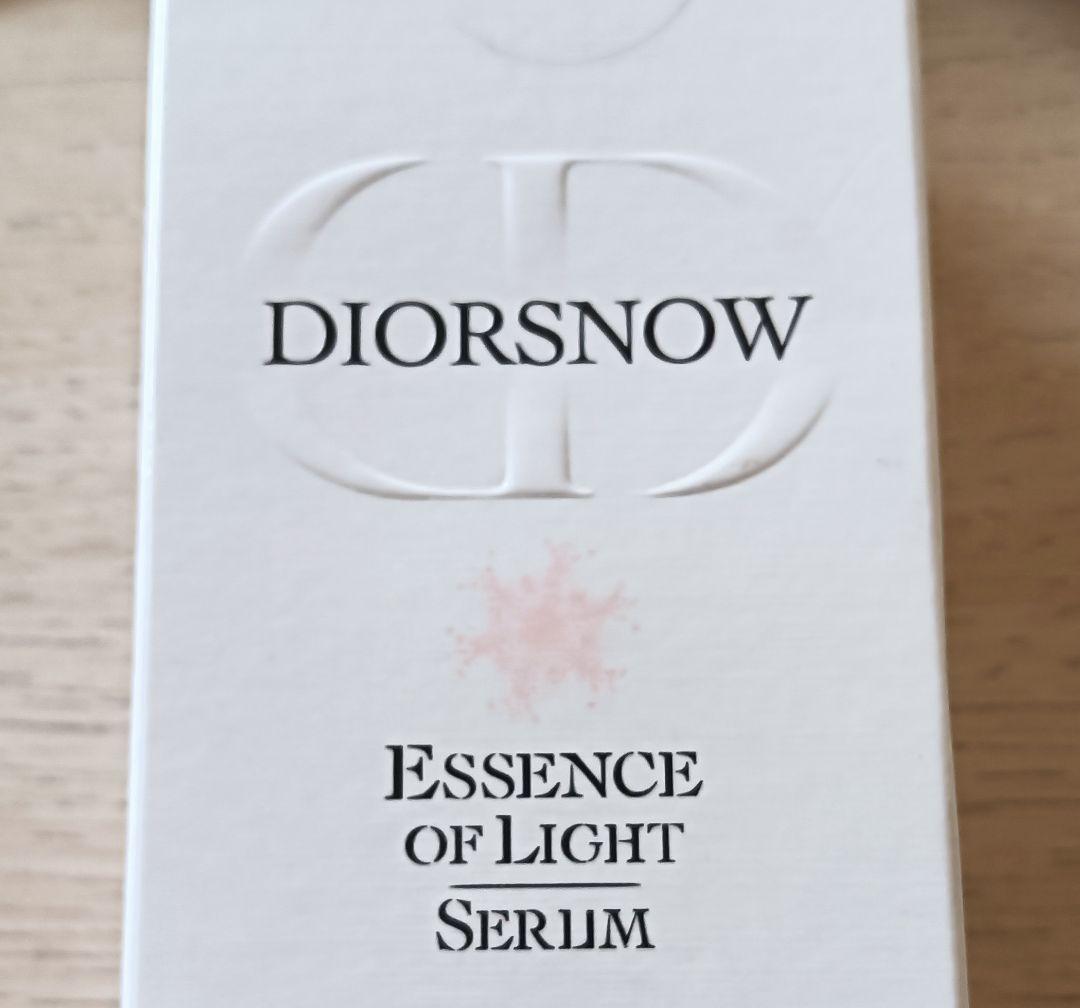 DIORSNOW
ESSENCE
OF LIGHT
SERUM